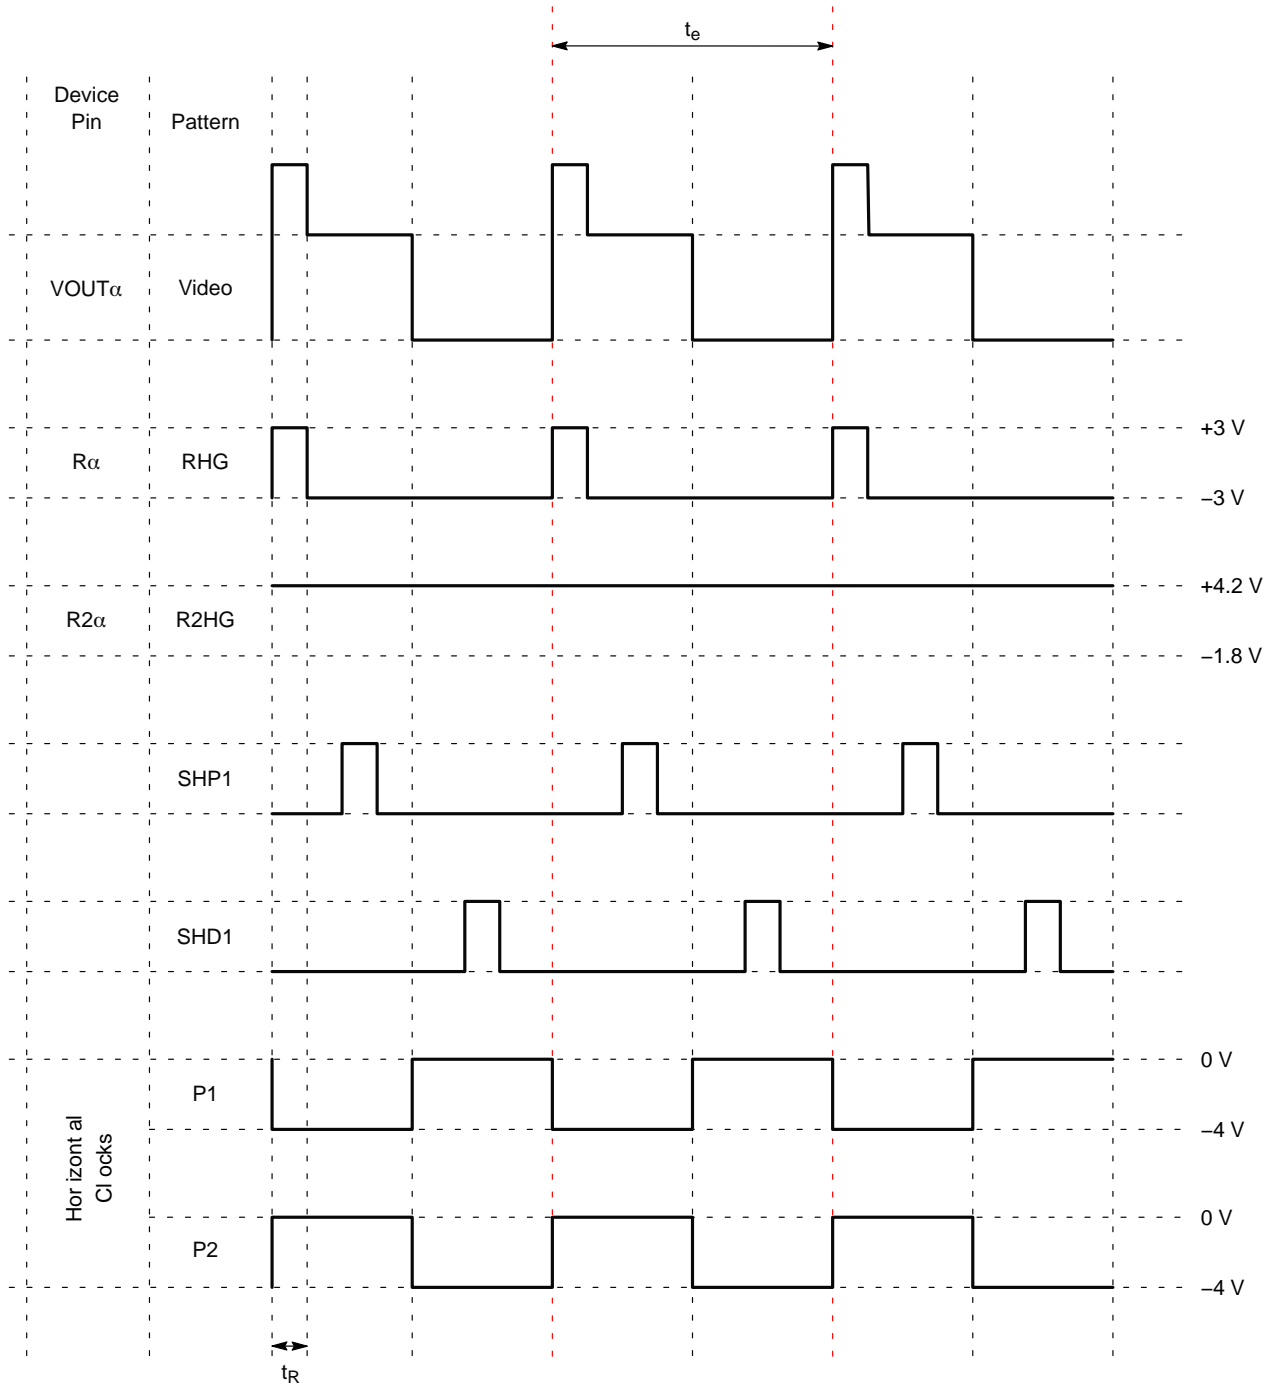 te
Device
Pin
Pattern
VOUTα
Video
Rα
RHG
+3 V
−3 V
R2α
R2HG
+4.2 V
−1.8 V
SHP1
SHD1
Hor izont al
Cl ocks
P1
0 V
−4 V
P2
0 V
−4 V
tR